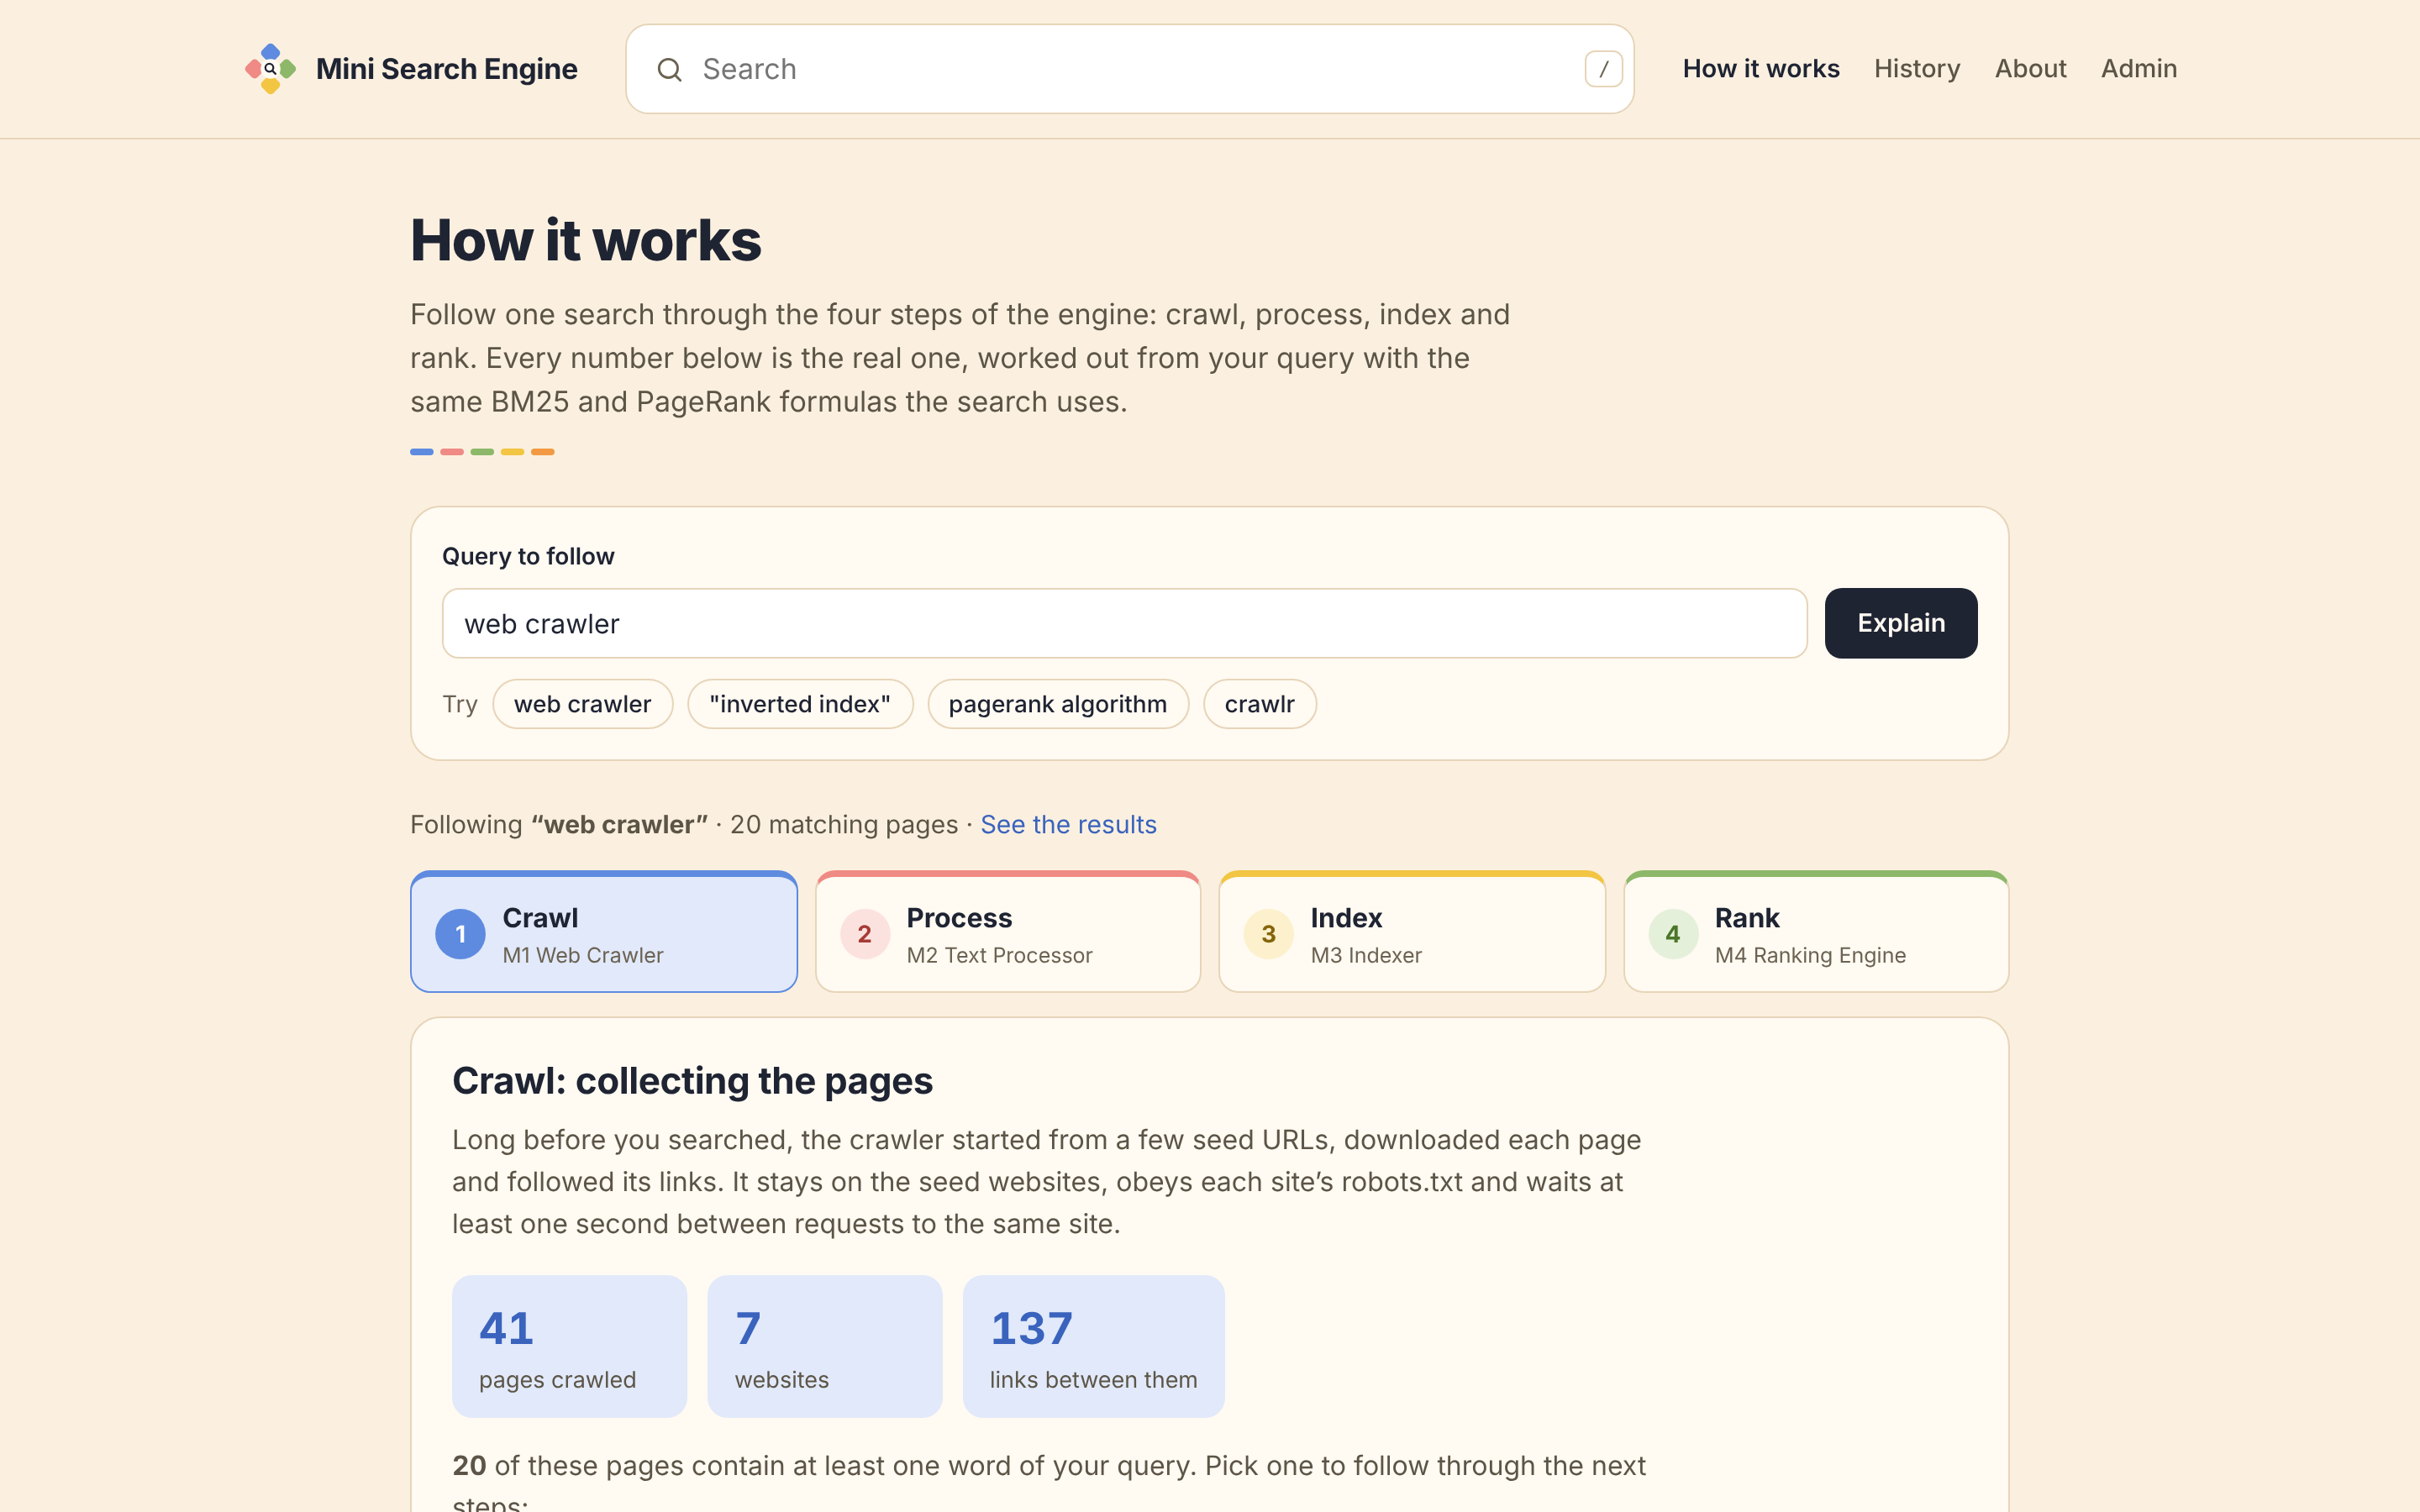 Mini Search Engine
Search
/
How it works
History
About
Admin
How it works
Follow one search through the four steps of the engine: crawl, process, index and
rank. Every number below is the real one, worked out from your query with the
same BM25 and PageRank formulas the search uses.
Query to follow
web crawler
Explain
Try
web crawler
"inverted index"
pagerank algorithm
crawlr
Following “web crawler” · 20 matching pages · See the results
1
Crawl
M1 Web Crawler
2
Process
M2 Text Processor
3
Index
M3 Indexer
4
Rank
M4 Ranking Engine
Crawl: collecting the pages
Long before you searched, the crawler started from a few seed URLs, downloaded each page
and followed its links. It stays on the seed websites, obeys each site’s robots.txt and waits at
least one second between requests to the same site.
41
pages crawled
7
websites
137
links between them
20 of these pages contain at least one word of your query. Pick one to follow through the next
steps: